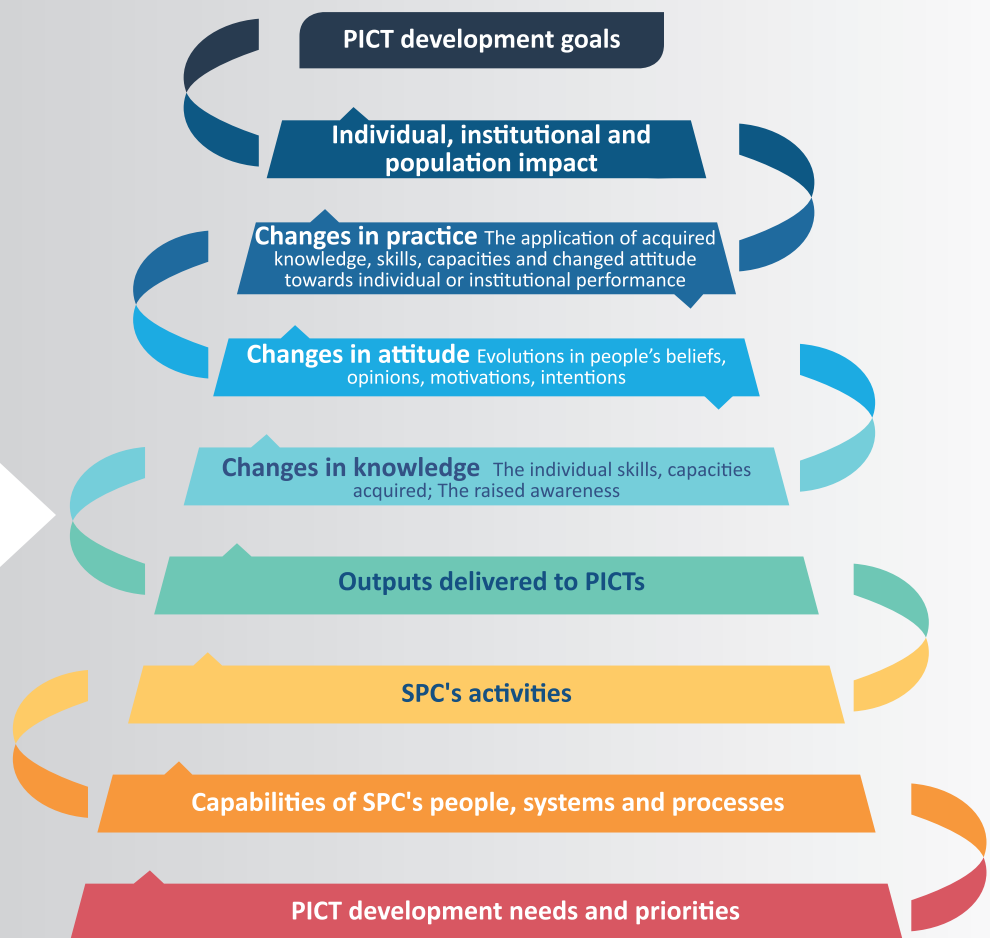 PICT development goals
Individual, institutional and
population impact
Changes in practice The application of acquired
knowledge, skills, capacities and changed attitude
towards individual or institutional performance
Changes in attitude Evolutions in people’s beliefs,
opinions, motivations, intentions
Changes in knowledge The individual skills, capacities
acquired; The raised awareness
Outputs delivered to PICTs
SPC's activities
Capabilities of SPC's people, systems and processes
PICT development needs and priorities